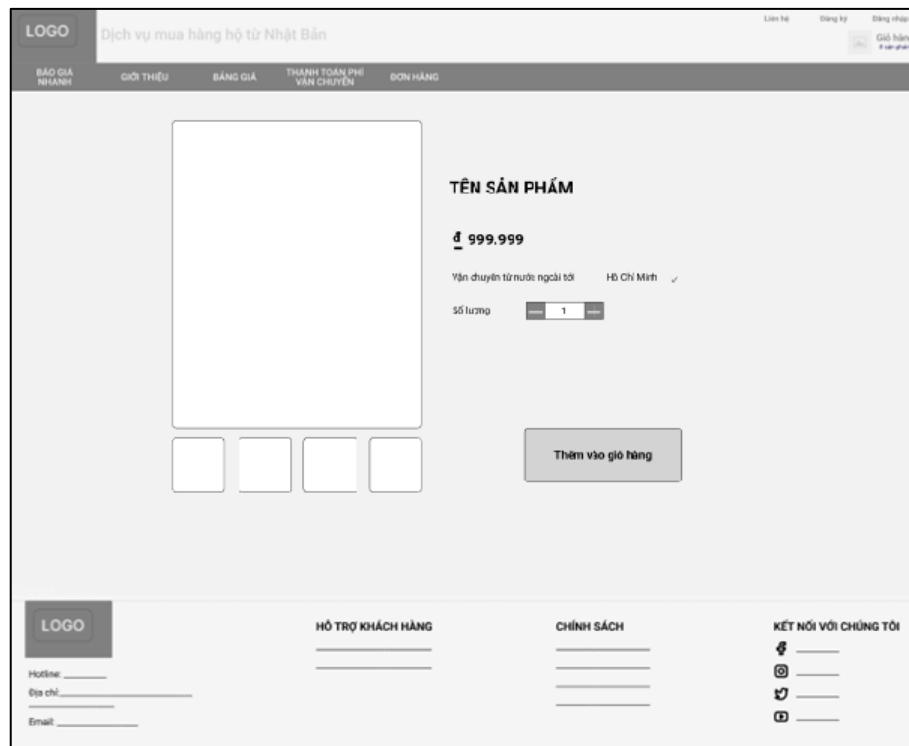 LOGO
Dịch vụ mua hàng hộ từ Nhật Bản
Liên hệ Đăng ký Đăng nhập
Giỏ hàn
BÁO GIÁ
NHANH
GIỚI THIỆU
BẢNG GIÁ
THANH TOÁN PHÍ
VẬN CHUYỂN
ĐƠN HÀNG
TÊN SẢN PHẨM
đ 999.999
Vận chuyển từ nước ngoài tới Hồ Chí Minh
Số lượng 1
Thêm vào giỏ hàng
LOGO
Hotline:
Địa chỉ:
Email:
HỖ TRỢ KHÁCH HÀNG
CHÍNH SÁCH
KẾT NỐI VỚI CHÚNG TÔI